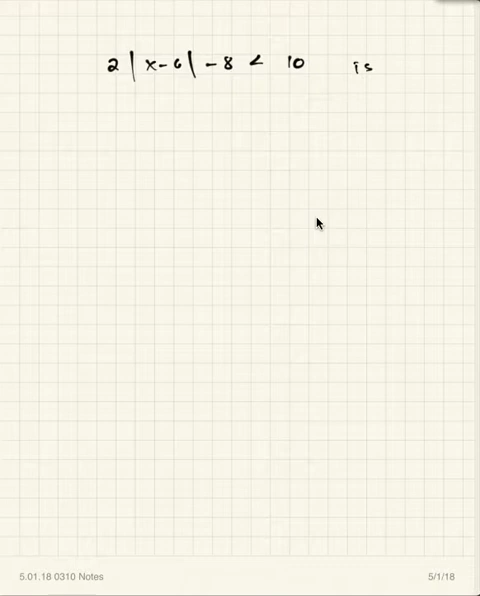 2 | x - 6 | - 8 < 10 is
5.01.18 0310 Notes 5/1/18